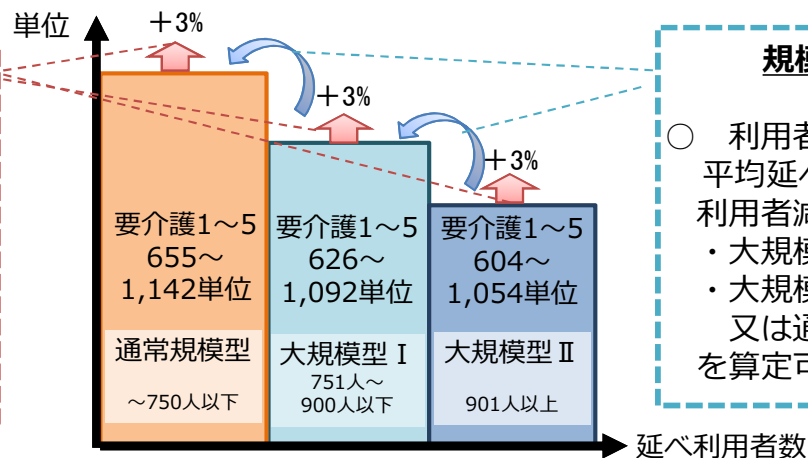 単位
+3%
+3%
+3%
要介護1~5
655~
1,142単位
通常規模型
~750人以下
要介護1~5
626~
1,092単位
大規模型Ⅰ
751人~
900人以下
要介護1~5
604~
1,054単位
大規模型Ⅱ
901人以上
延べ利用者数
規模
○ 利用者
平均延べ
利用者減
・大規模
・大規模
又は通
を算定可